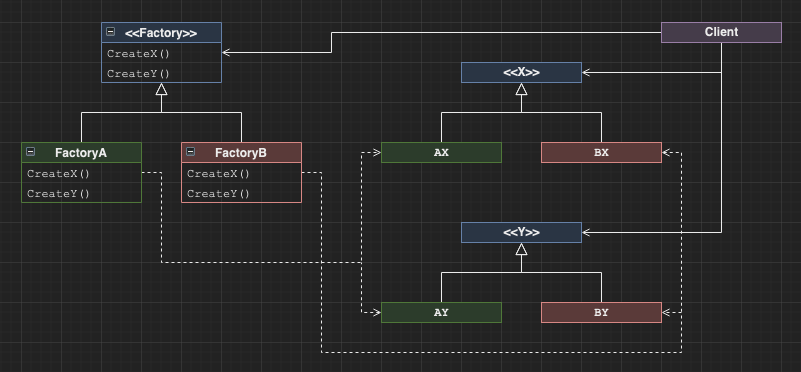 <<Factory>>
CreateX()
CreateY()
Client
<<X>>
FactoryA
CreateX()
CreateY()
FactoryB
CreateX()
CreateY()
AX
BX
<<Y>>
AY
BY